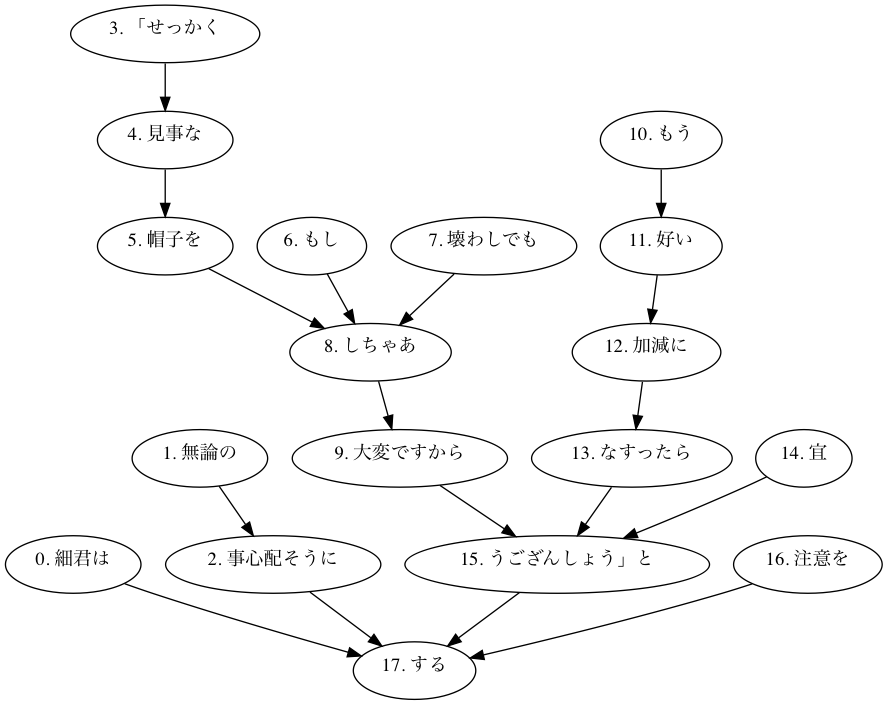 3. 「せっかく
4. 見事な
10. もう
5. 帽子を
6. もし
7. 壊わしでも
11. 好い
8. しちゃあ
12. 加減に
1. 無論の
9. 大変ですから
13. なすったら
14. 宜
0. 細君は
2. 事心配そうに
15. うござんしょう」と
16. 注意を
17. する